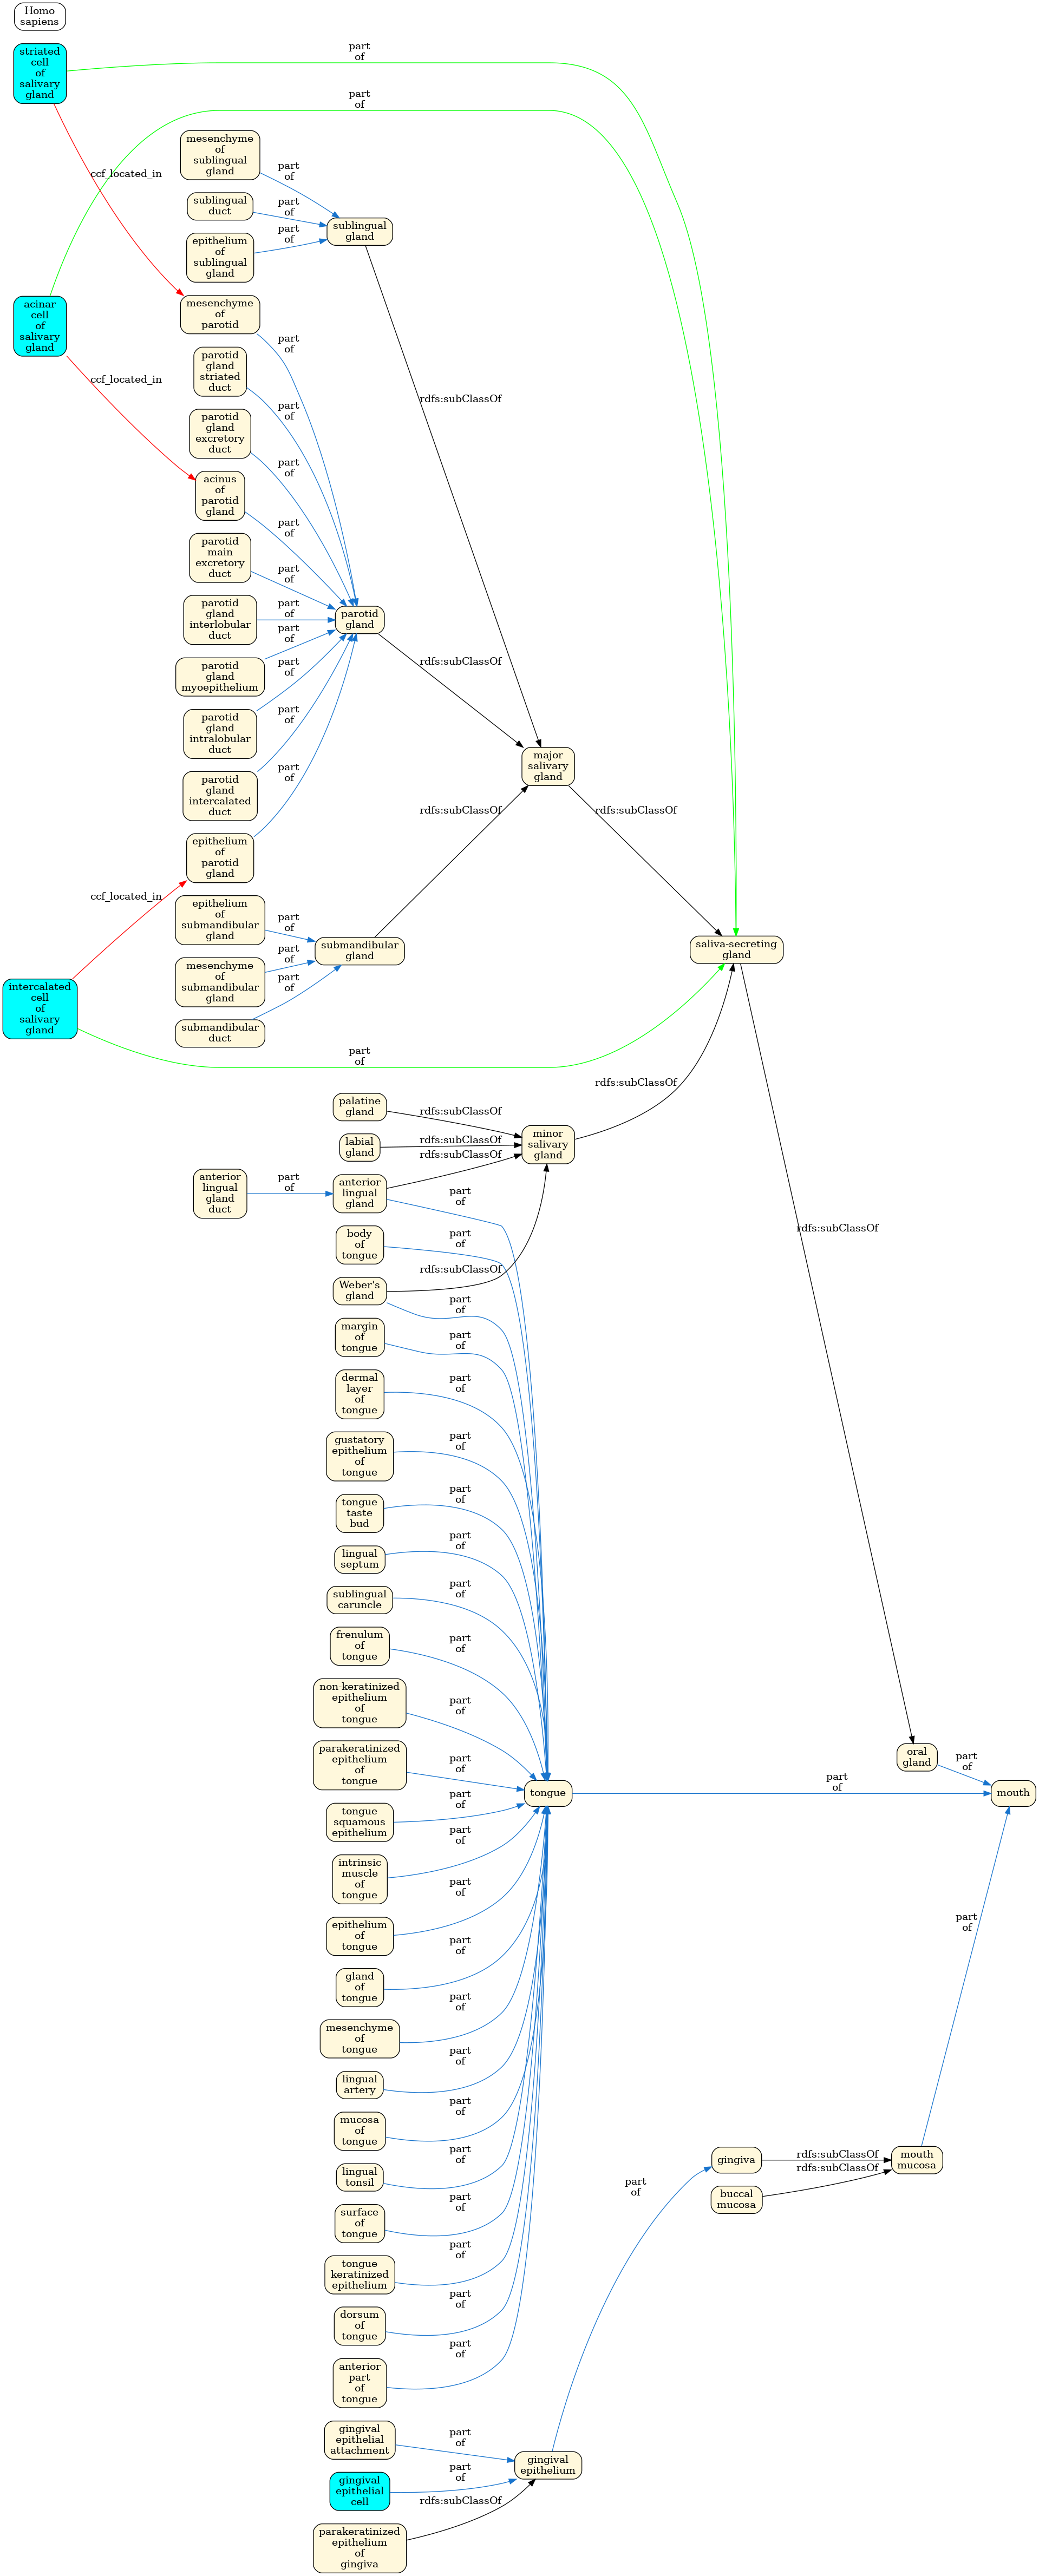 Homo
sapiens
striated
cell
of
salivary
gland
part
of
part
of
mesenchyme
of
sublingual
gland
part
of
ccf_located_in
sublingual
duct
part
of
sublingual
gland
epithelium
of
sublingual
gland
part
of
acinar
cell
of
salivary
gland
mesenchyme
of
parotid
part
of
parotid
gland
striated
duct
ccf_located_in
part
of
rdfs:subClassOf
parotid
gland
excretory
duct
part
of
acinus
of
parotid
gland
part
of
parotid
main
excretory
duct
part
of
parotid
gland
interlobular
duct
part
of
parotid
gland
part
of
parotid
gland
myoepithelium
part
of
rdfs:subClassOf
parotid
gland
intralobular
duct
part
of
major
salivary
gland
parotid
gland
intercalated
duct
part
of
rdfs:subClassOf
rdfs:subClassOf
epithelium
of
parotid
gland
ccf_located_in
epithelium
of
submandibular
gland
part
of
submandibular
gland
saliva-secreting
gland
part
of
mesenchyme
of
submandibular
gland
part
of
intercalated
cell
of
salivary
gland
submandibular
duct
part
of
rdfs:subClassOf
palatine
gland
rdfs:subClassOf
minor
salivary
gland
labial
gland
rdfs:subClassOf
rdfs:subClassOf
anterior
lingual
gland
duct
part
of
anterior
lingual
gland
part
of
body
of
tongue
part
of
rdfs:subClassOf
rdfs:subClassOf
Weber's
gland
part
of
margin
of
tongue
part
of
dermal
layer
of
tongue
part
of
gustatory
epithelium
of
tongue
part
of
tongue
taste
bud
part
of
lingual
septum
part
of
sublingual
caruncle
part
of
frenulum
of
tongue
part
of
non-keratinized
epithelium
of
tongue
part
of
parakeratinized
epithelium
of
tongue
part
of
oral
gland
part
of
tongue
part
of
mouth
tongue
squamous
epithelium
part
of
intrinsic
muscle
of
tongue
part
of
epithelium
of
tongue
part
of
part
of
gland
of
tongue
part
of
mesenchyme
of
tongue
part
of
lingual
artery
part
of
mucosa
of
tongue
part
of
lingual
tonsil
part
of
gingiva
rdfs:subClassOf
mouth
mucosa
rdfs:subClassOf
buccal
mucosa
part
of
surface
of
tongue
part
of
tongue
keratinized
epithelium
part
of
dorsum
of
tongue
part
of
anterior
part
of
tongue
part
of
gingival
epithelial
attachment
part
of
gingival
epithelium
gingival
epithelial
cell
part
of
rdfs:subClassOf
parakeratinized
epithelium
of
gingiva